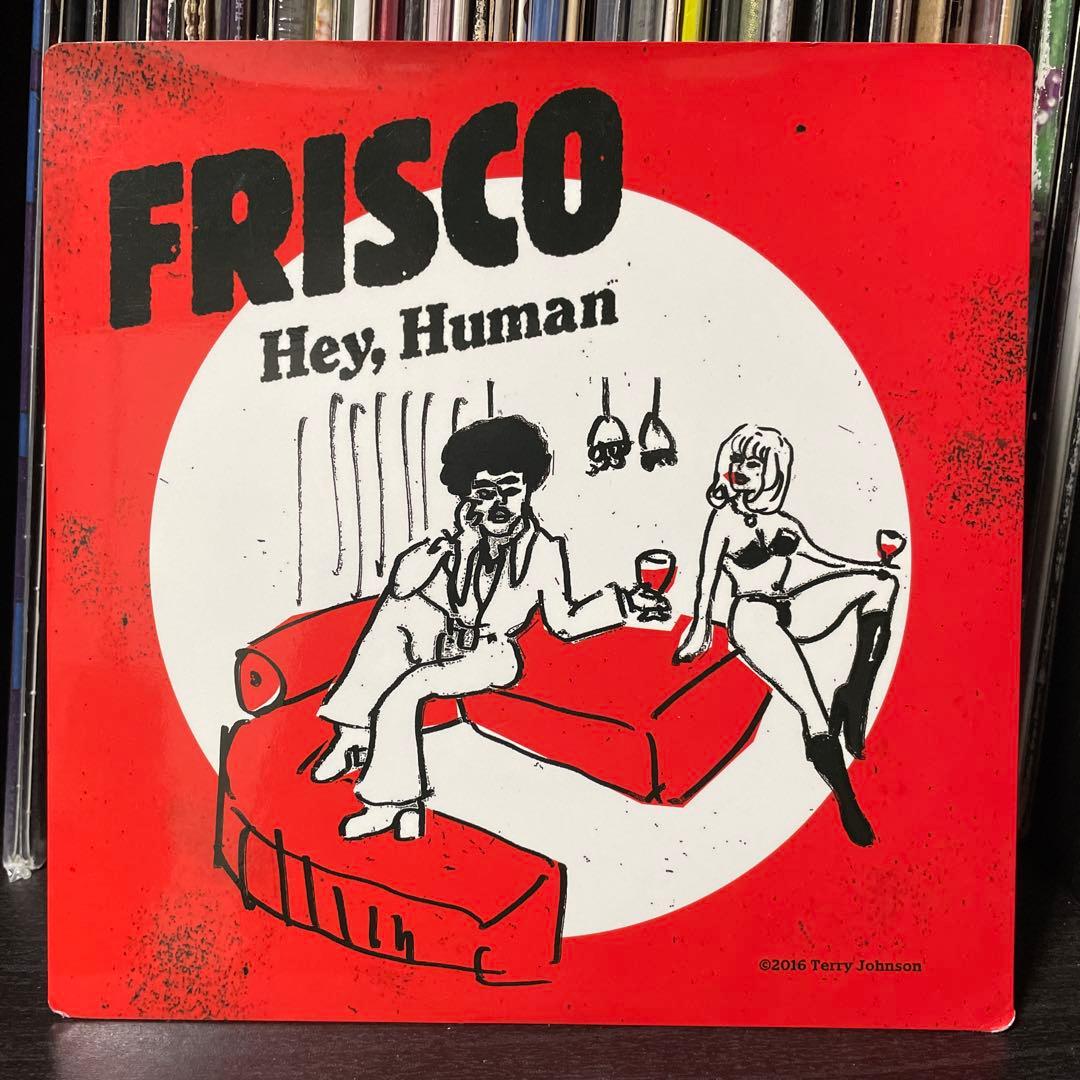 FRISCO
Hey, Human
©2016 Terry Johnson